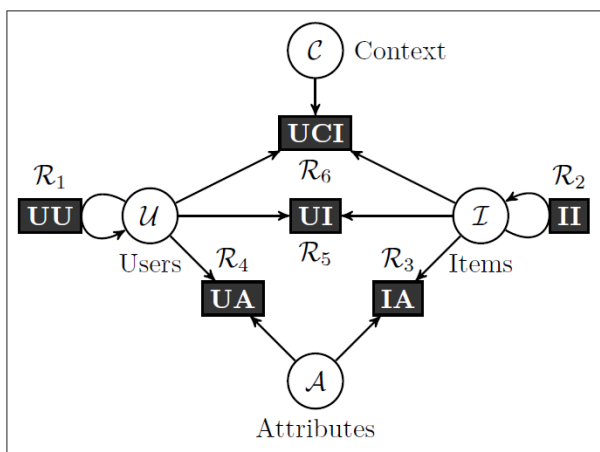 C Context
UCI
R₆
R₁ R₂
UU U UI I II
Users R₄ R₅ R₃ Items
UA IA
A
Attributes